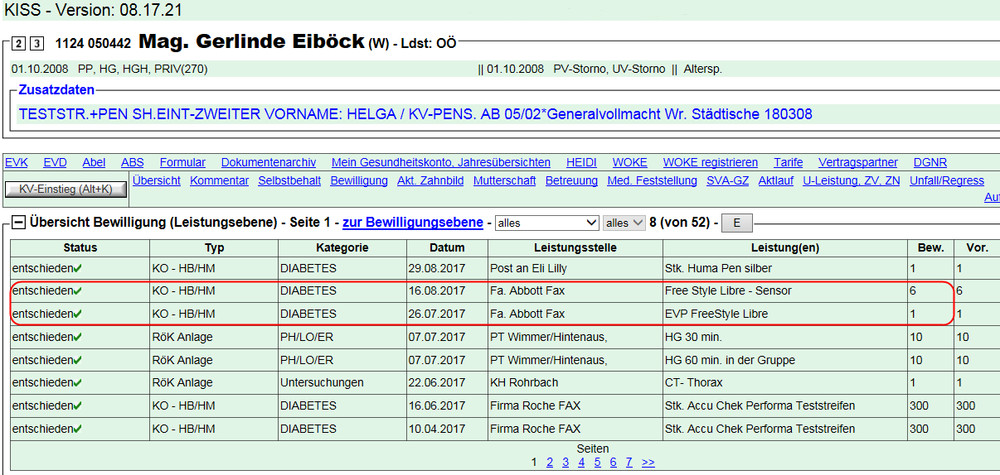 KISS - Version: 08.17.21
2 3 1124 050442 Mag. Gerlinde Eiböck (W) - Ldst: OÖ
01.10.2008 PP, HG, HGH, PRIV(270) || 01.10.2008 PV-Storno, UV-Storno || Altersp.
Zusatzdaten
TESTSTR.+PEN SH.EINT-ZWEITER VORNAME: HELGA / KV-PENS. AB 05/02*Generalvollmacht Wr. Städtische 180308
EVK EVD Abel ABS Formular Dokumentenarchiv Mein Gesundheitskonto, Jahresübersichten HEIDI WOKE WOKE registrieren Tarife Vertragspartner DGNR
KV-Einstieg (Alt+K) Übersicht Kommentar Selbstbehalt Bewilligung Akt. Zahnbild Mutterschaft Betreuung Med. Feststellung SVA-GZ Aktlauf U-Leistung, ZV, ZN Unfall/Regress
Auf
Übersicht Bewilligung (Leistungsebene) - Seite 1 - zur Bewilligungsebene - alles alles 8 (von 52) - E
Status Typ Kategorie Datum Leistungsstelle Leistung(en) Bew. Vor.
entschieden✔ KO - HB/HM DIABETES 29.08.2017 Post an Eli Lilly Stk. Huma Pen silber 1 1
entschieden✔ KO - HB/HM DIABETES 16.08.2017 Fa. Abbott Fax Free Style Libre - Sensor 6 6
entschieden✔ KO - HB/HM DIABETES 26.07.2017 Fa. Abbott Fax EVP FreeStyle Libre 1 1
entschieden✔ RöK Anlage PH/LO/ER 07.07.2017 PT Wimmer/Hintenaus, HG 30 min. 10 10
entschieden✔ RöK Anlage PH/LO/ER 07.07.2017 PT Wimmer/Hintenaus, HG 60 min. in der Gruppe 10 10
entschieden✔ RöK Anlage Untersuchungen 22.06.2017 KH Rohrbach CT- Thorax 1 1
entschieden✔ KO - HB/HM DIABETES 16.06.2017 Firma Roche FAX Stk. Accu Chek Performa Teststreifen 300 300
entschieden✔ KO - HB/HM DIABETES 10.04.2017 Firma Roche FAX Stk. Accu Chek Performa Teststreifen 300 300
Seiten
1 2 3 4 5 6 7 >>